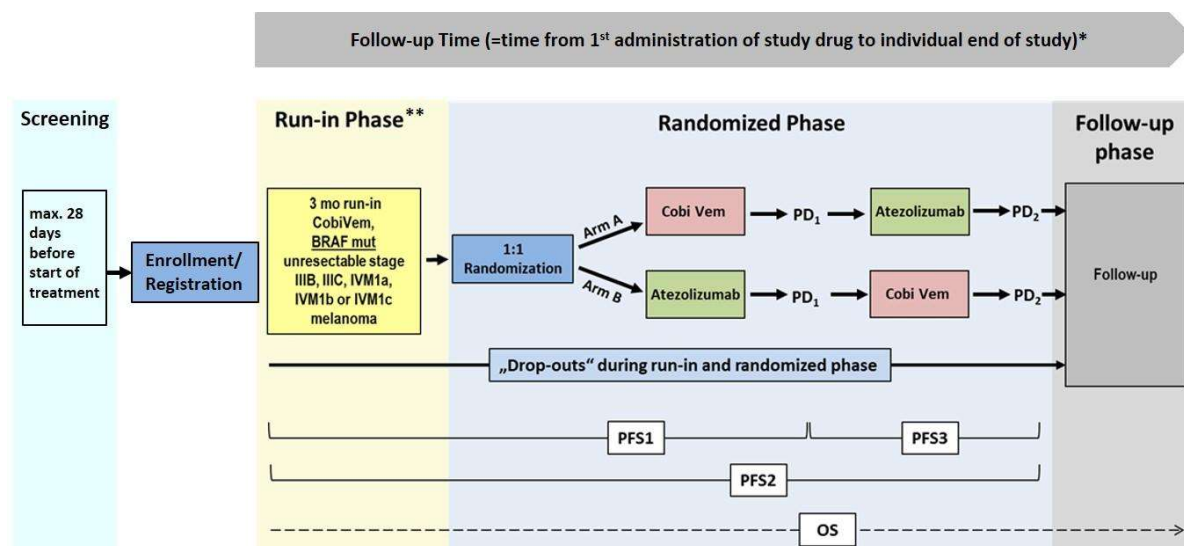 Follow-up Time (=time from 1st administration of study drug to individual end of study)*
Screening
Run-in Phase**
Randomized Phase
Follow-up
phase
max. 28
days
before
start of
treatment
Enrollment/
Registration
3 mo run-in
CobiVem,
BRAF mut
unresectable stage
IIIB, IIIC, IVM1a,
IVM1b or IVM1c
melanoma
1:1
Randomization
Arm A
Cobi Vem
PD1
Atezolizumab
PD2
Arm B
Atezolizumab
PD1
Cobi Vem
PD2
Follow-up
„Drop-outs“ during run-in and randomized phase
PFS1
PFS3
PFS2
OS